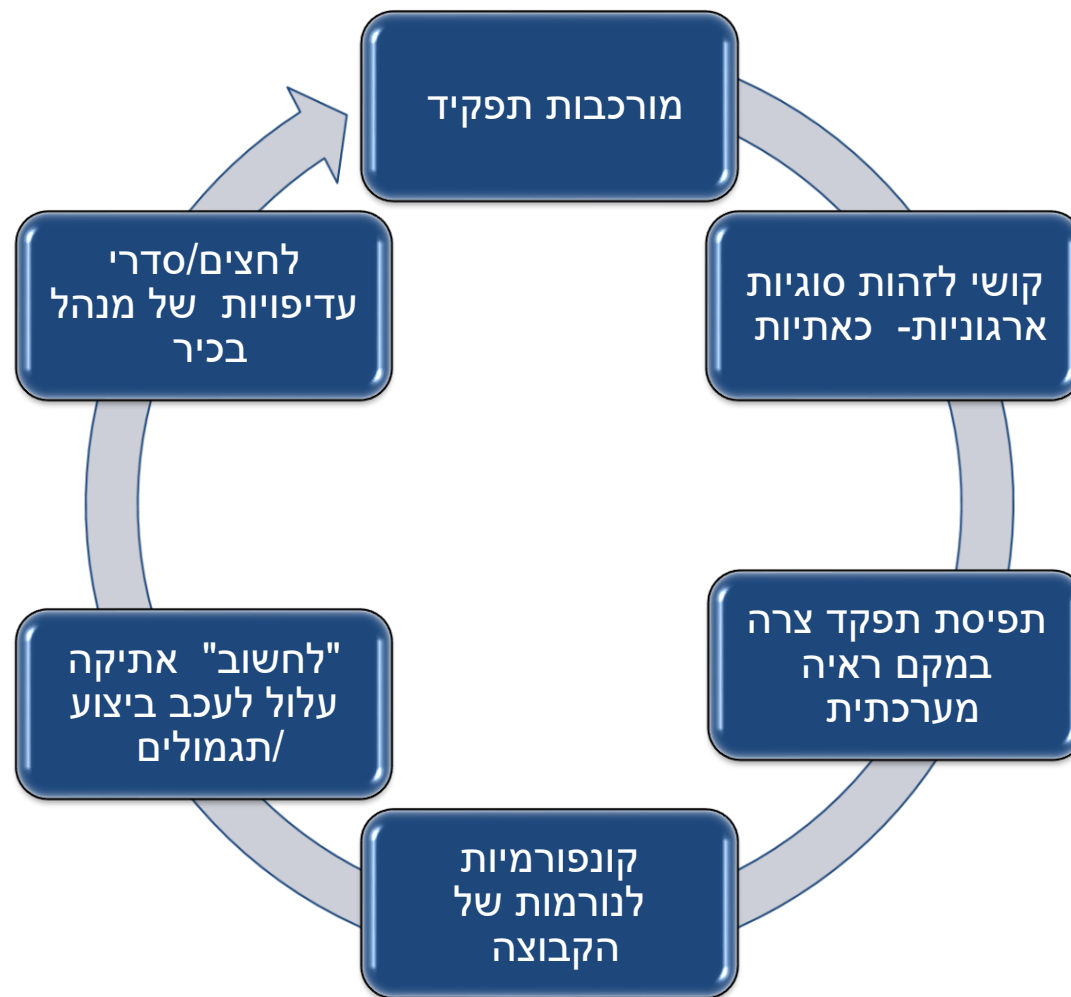 מורכבות תפקיד
קושי לזהות סוגיות
ארגוניות- כאתיות
תפיסת תפקד צרה
במקם ראיה
מערכתית
קונפורמיות
לנורמות של
הקבוצה
"לחשוב" אתיקה
עלול לעכב ביצוע
/תגמולים
לחצים/סדרי
עדיפויות של מנהל
בכיר